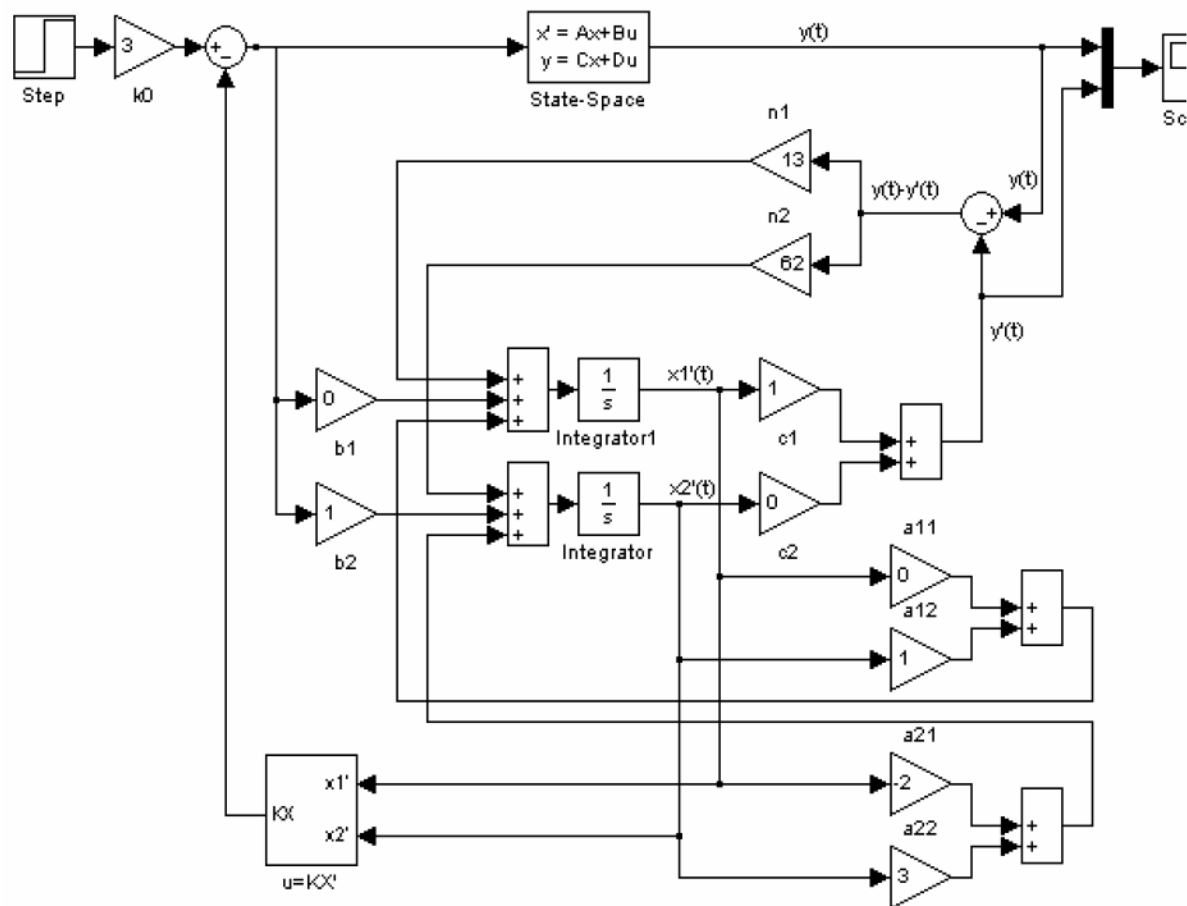 x' = Ax+Bu
y = Cx+Du
State-Space
y(t)
3
Step
k0
+
-
Sc
n1
13
y(t)-y'(t)
y(t)
n2
62
+
-
y'(t)
0
b1
+
+
+
1
s
Integrator1
x1'(t)
1
c1
+
+
1
b2
+
+
+
1
s
Integrator
x2'(t)
0
c2
a11
0
+
+
a12
1
a21
-2
+
+
a22
3
x1'
KX
x2'
u=KX'